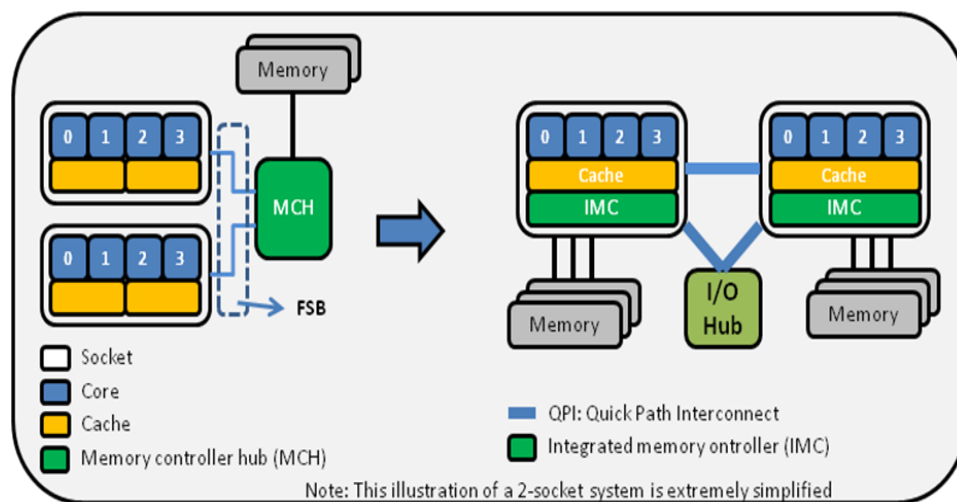 Memory
0 1 2 3
MCH
0 1 2 3
FSB
Socket
Core
Cache
Memory controller hub (MCH)
0 1 2 3
Cache
IMC
0 1 2 3
Cache
IMC
Memory
I/O
Hub
Memory
QPI: Quick Path Interconnect
Integrated memory ontroller (IMC)
Note: This illustration of a 2-socket system is extremely simplified